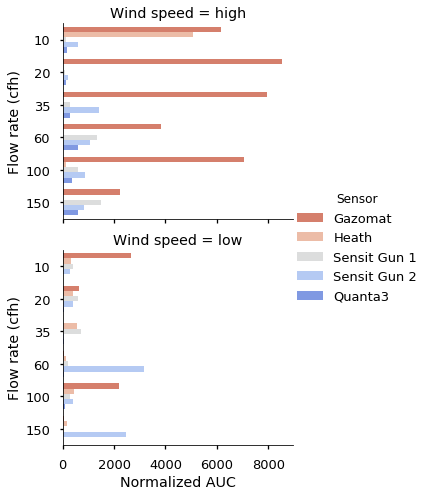 Wind speed = high
Flow rate (cfh)
10
20
35
60
100
150
Sensor
Gazomat
Heath
Sensit Gun 1
Sensit Gun 2
Quanta3
Wind speed = low
Flow rate (cfh)
10
20
35
60
100
150
0 2000 4000 6000 8000
Normalized AUC